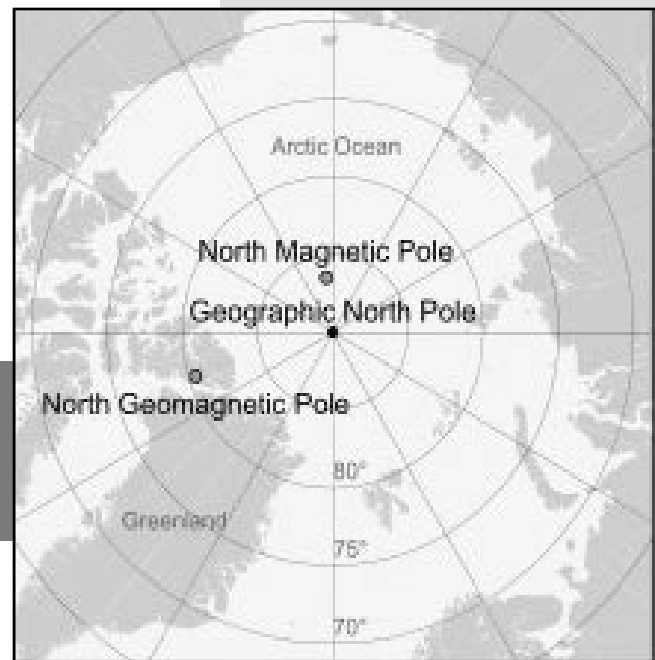 Arctic Ocean
North Magnetic Pole
Geographic North Pole
North Geomagnetic Pole
80°
Greenland
75°
70°